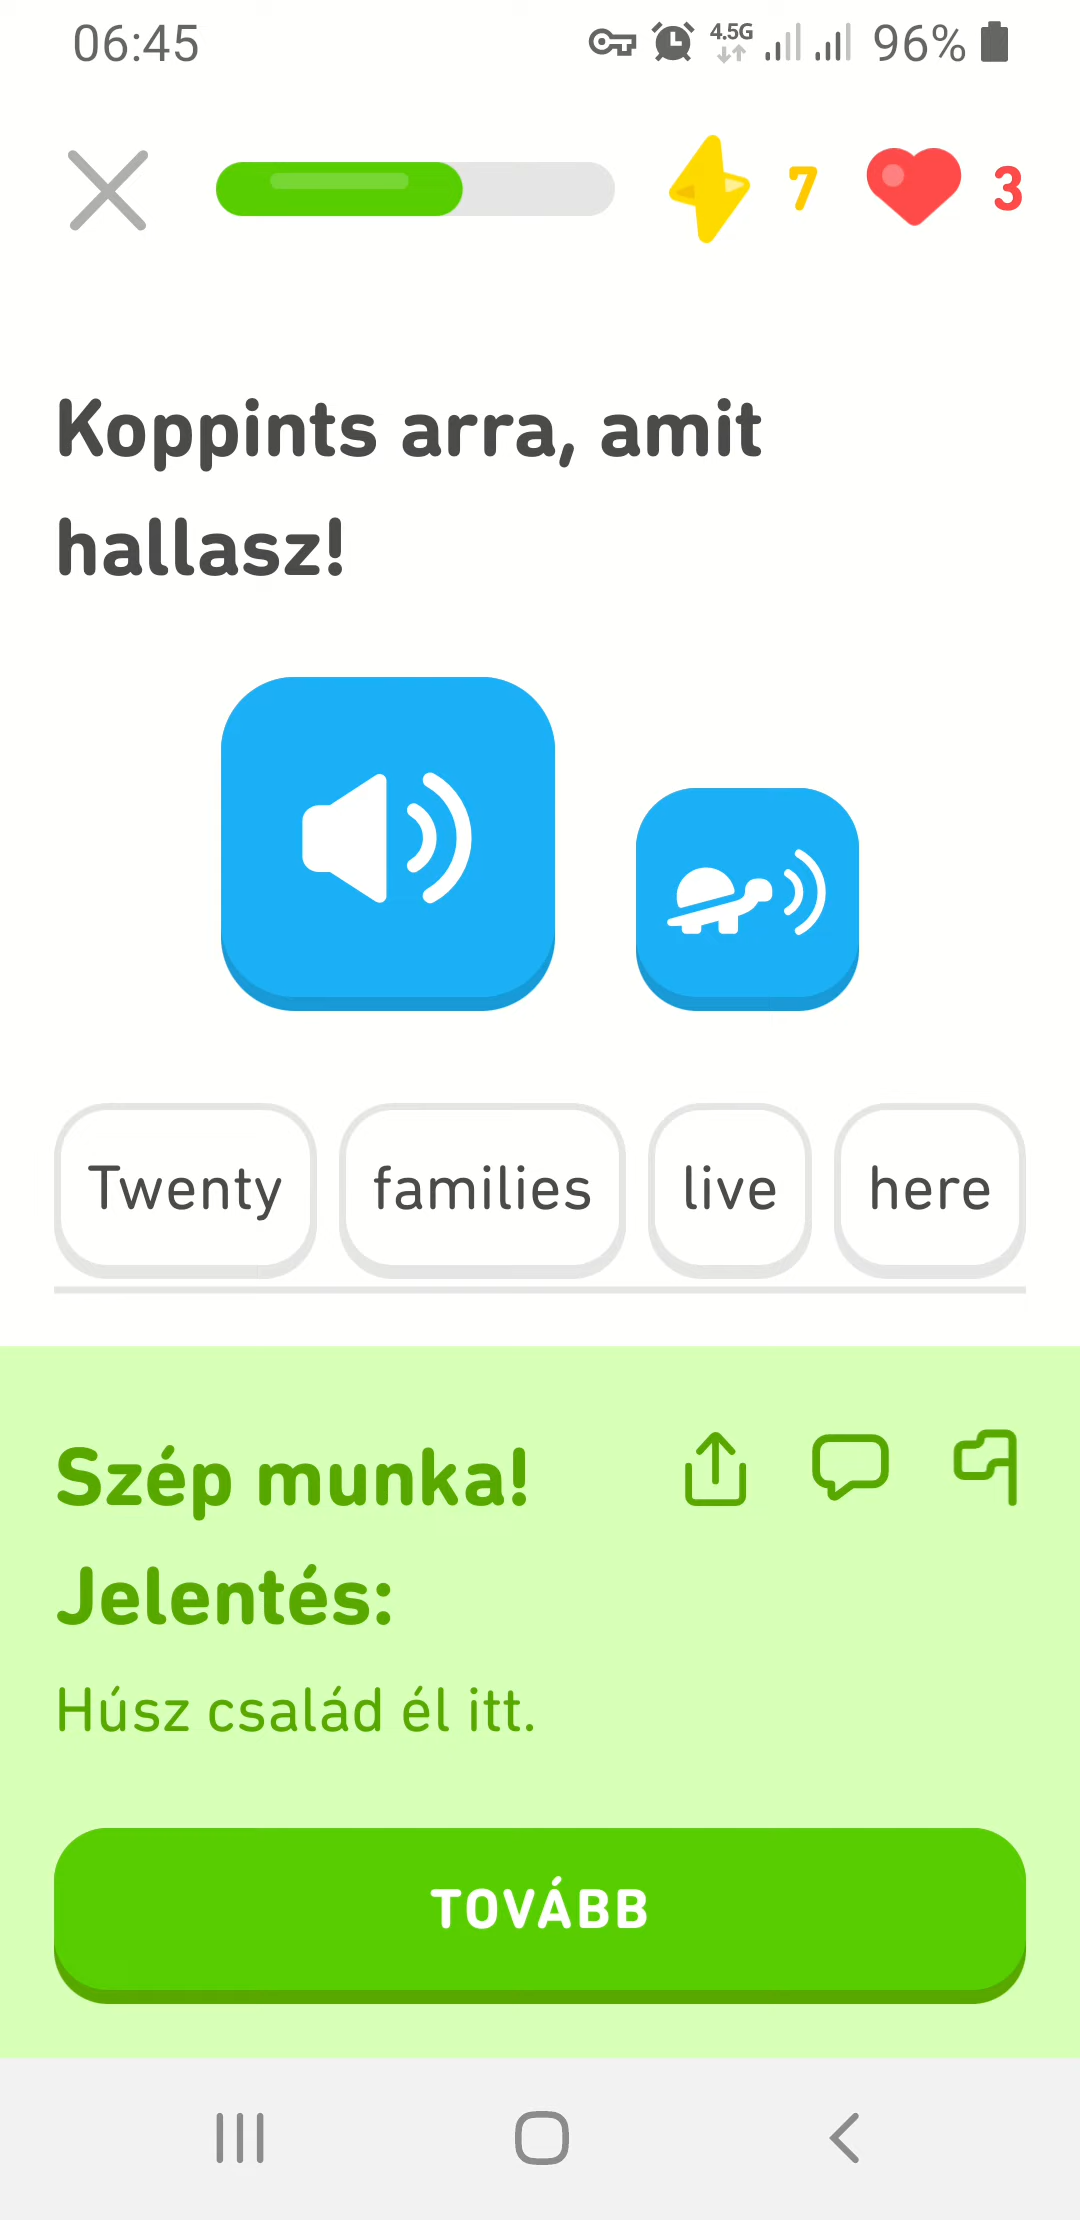 06:45 4.5G 96%
7 3
Koppints arra, amit
hallasz!
Twenty families live here
Szép munka!
Jelentés:
Húsz család él itt.
TOVÁBB